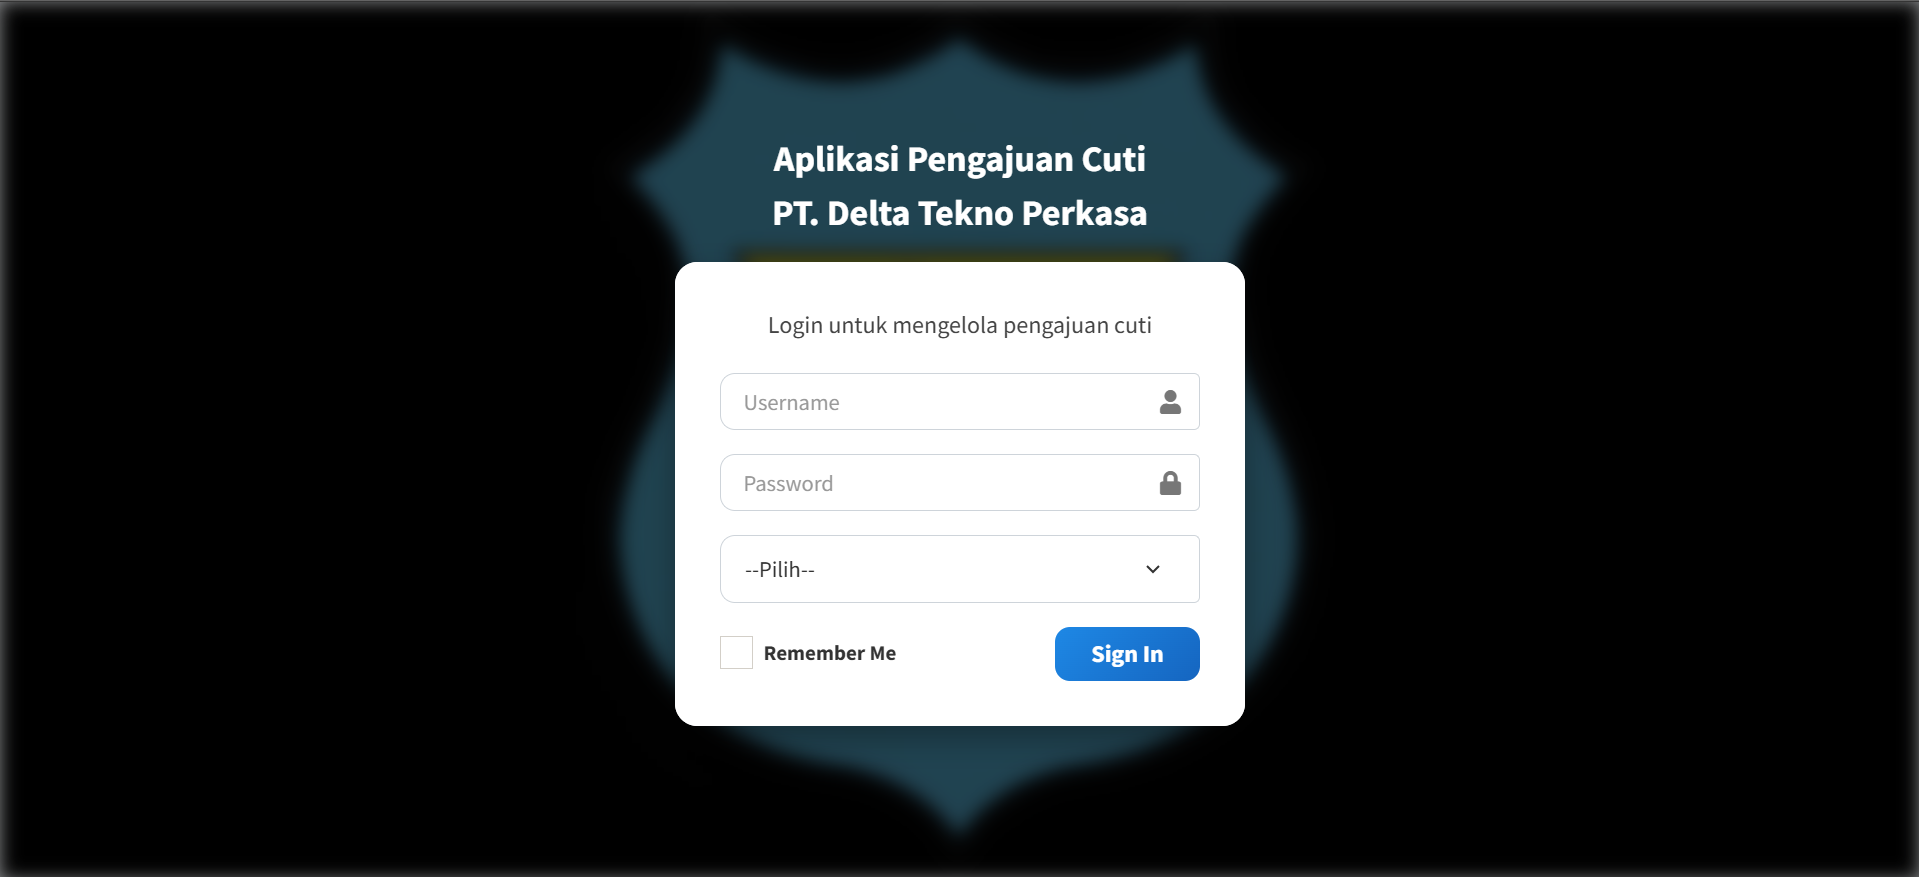 Aplikasi Pengajuan Cuti
PT. Delta Tekno Perkasa
Login untuk mengelola pengajuan cuti
Username
Password
--Pilih--
Remember Me
Sign In